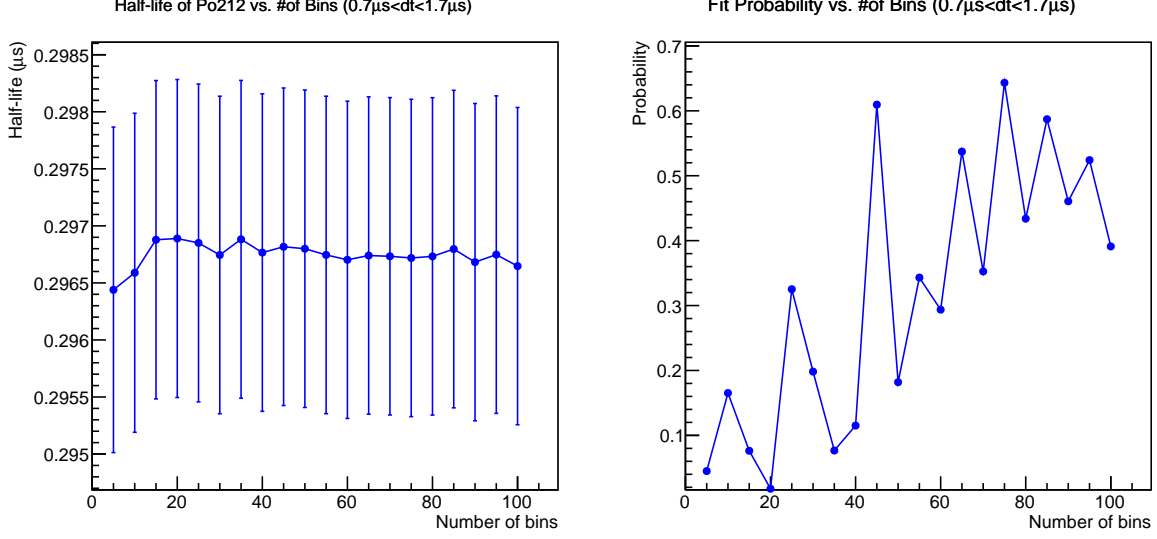 Half-life of Po212 vs. #of Bins (0.7μs<dt<1.7μs)
Half-life (μs)
0.2985
0.298
0.2975
0.297
0.2965
0.296
0.2955
0.295
0 20 40 60 80 100
Number of bins
Fit Probability vs. #of Bins (0.7μs<dt<1.7μs)
Probability
0.7
0.6
0.5
0.4
0.3
0.2
0.1
0 20 40 60 80 100
Number of bins